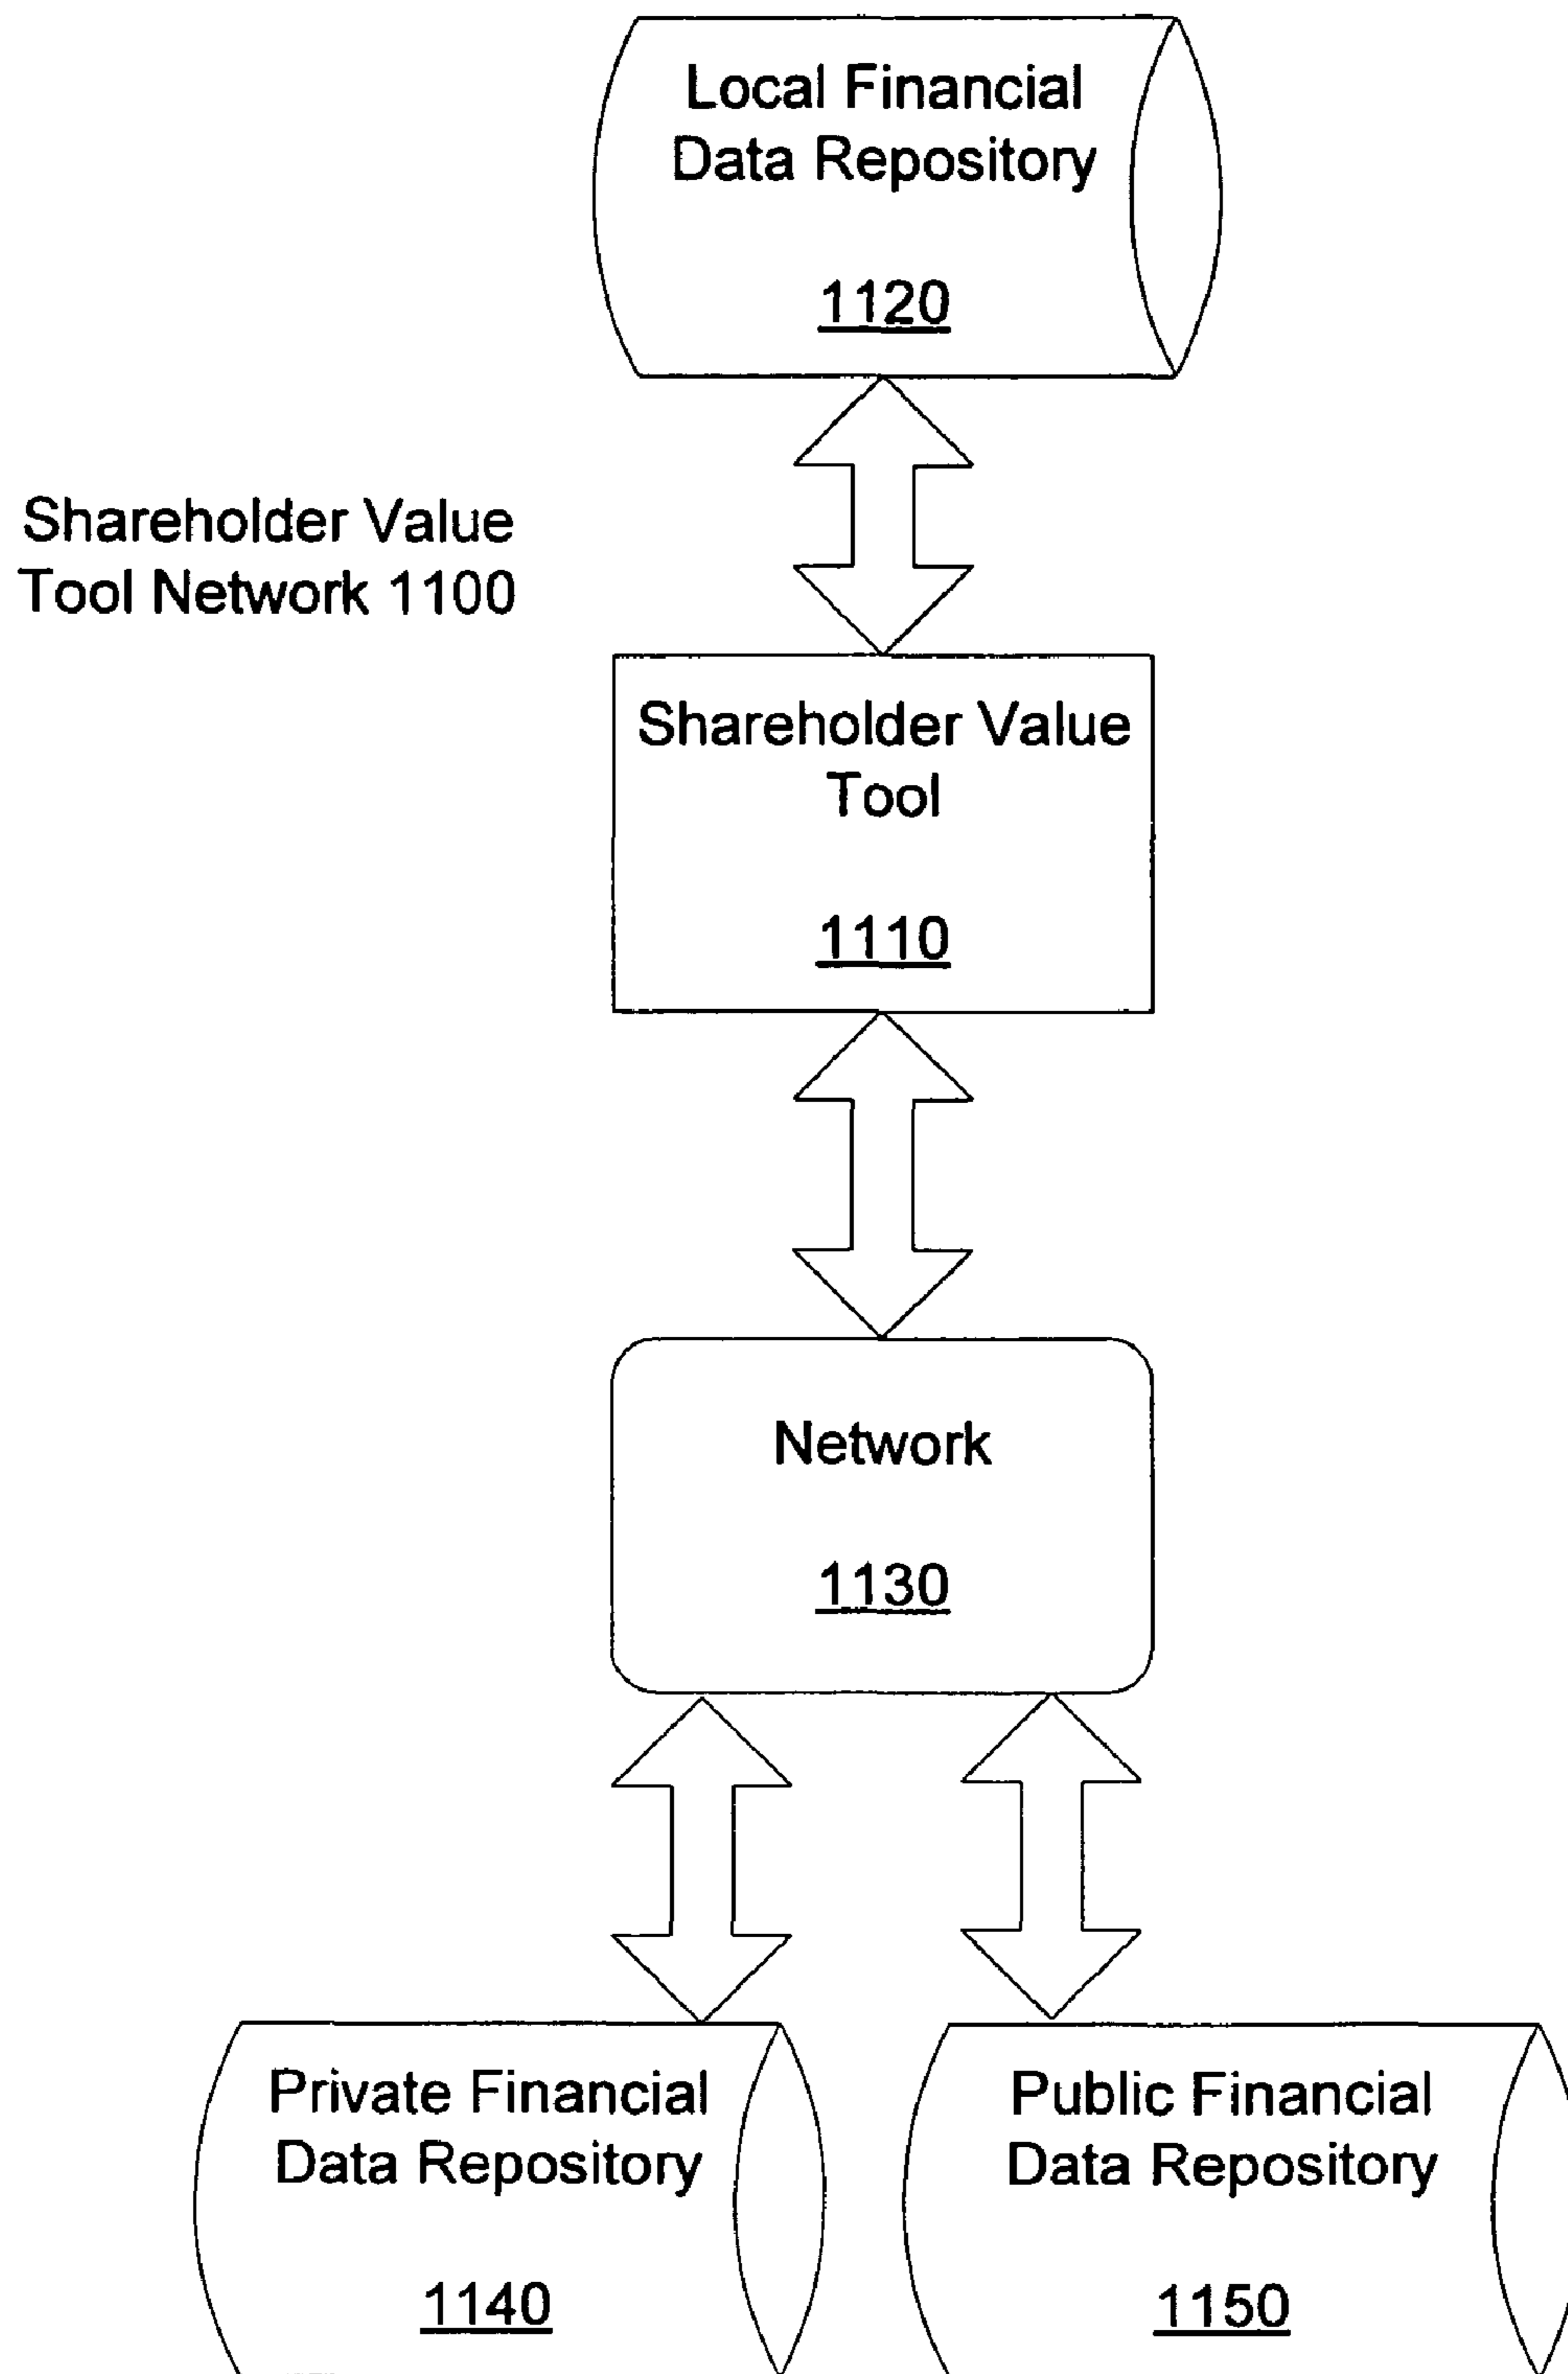 Local Financial
Data Repository
1120
Shareholder Value
Tool Network 1100
Shareholder Value
Tool
1110
Network
1130
Private Financial
Data Repository
1140
Public Financial
Data Repository
1150